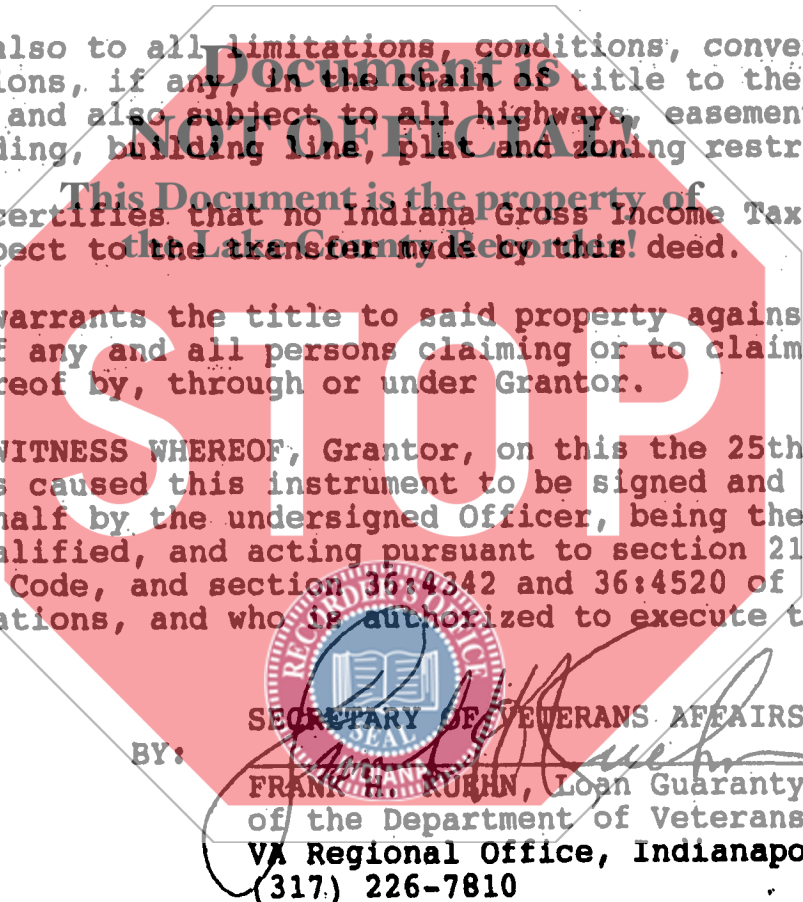 also to all limitations, conditions, conve
ions, if any, in the chain of title to the
and also subject to all highways, easemen
ding, building line, plat and zoning restr
certifies that no Indiana Gross Income Tax
pect to the transfer made by this deed.
warrants the title to said property agains
f any and all persons claiming or to claim
reof by, through or under Grantor.
WITNESS WHEREOF, Grantor, on this the 25th
s caused this instrument to be signed and
half by the undersigned Officer, being the
alified, and acting pursuant to section 21
Code, and section 36:4342 and 36:4520 of
ations, and who is authorized to execute t
SECRETARY OF VETERANS AFFAIRS
BY:
FRANK H. KUEHN, Loan Guaranty
of the Department of Veterans
VA Regional Office, Indianapo
(317) 226-7810
Document is
NOT OFFICIAL!
This Document is the property of
the Lake County Recorder!
STOP
RECORDER'S OFFICE
SEAL
INDIANA